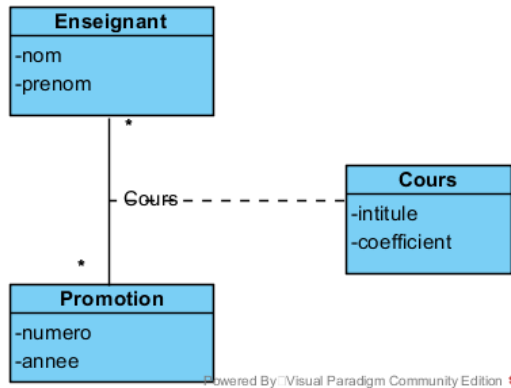 Enseignant
-nom
-prenom
*
Cours
Cours
-intitule
-coefficient
*
Promotion
-numero
-annee
Powered By Visual Paradigm Community Edition